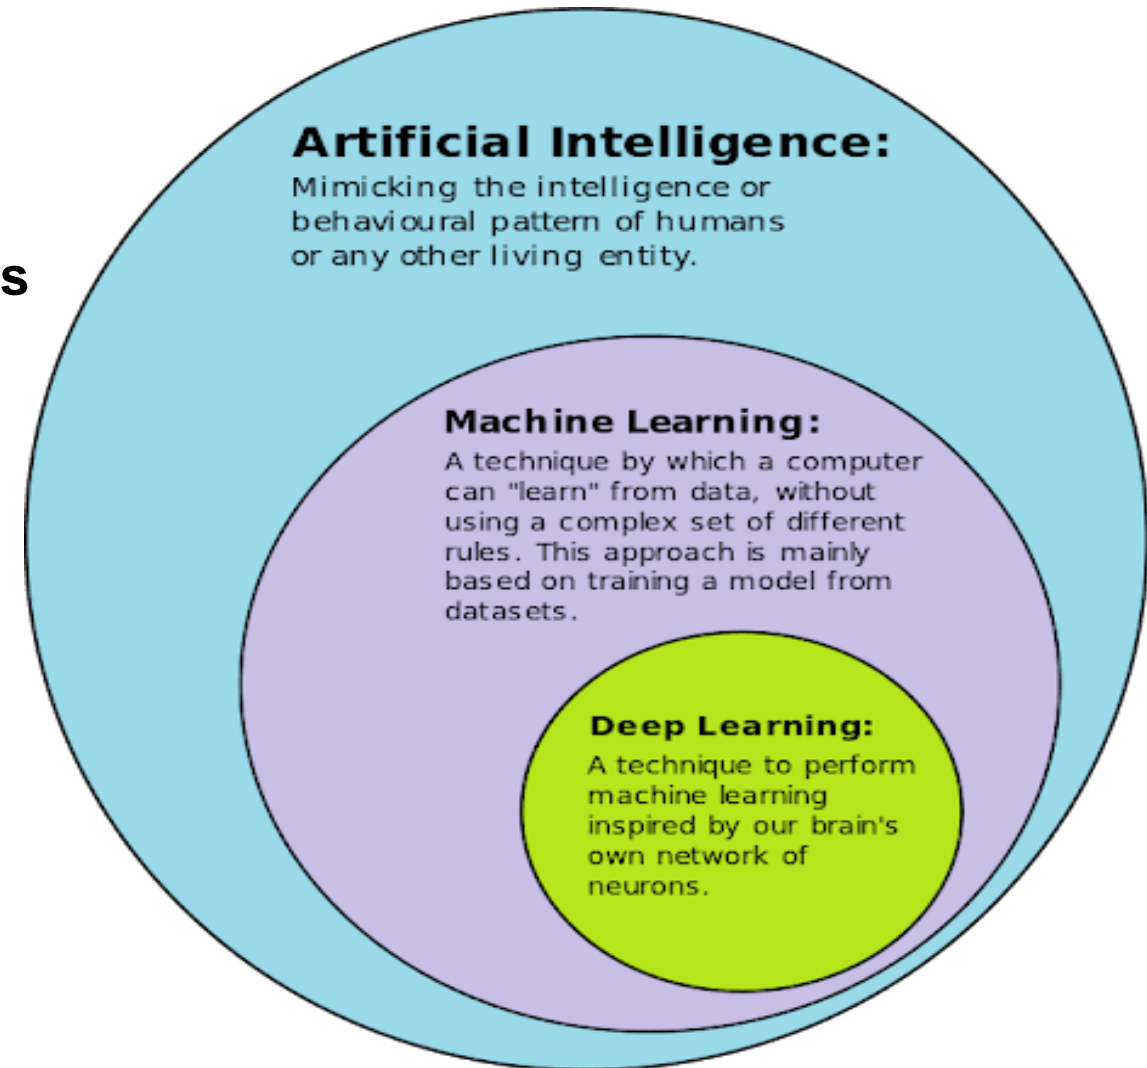 Artificial Intelligence:
Mimicking the intelligence or
behavioural pattern of humans
or any other living entity.
s
Machine Learning:
A technique by which a computer
can "learn" from data, without
using a complex set of different
rules. This approach is mainly
based on training a model from
datasets.
Deep Learning:
A technique to perform
machine learning
inspired by our brain's
own network of
neurons.